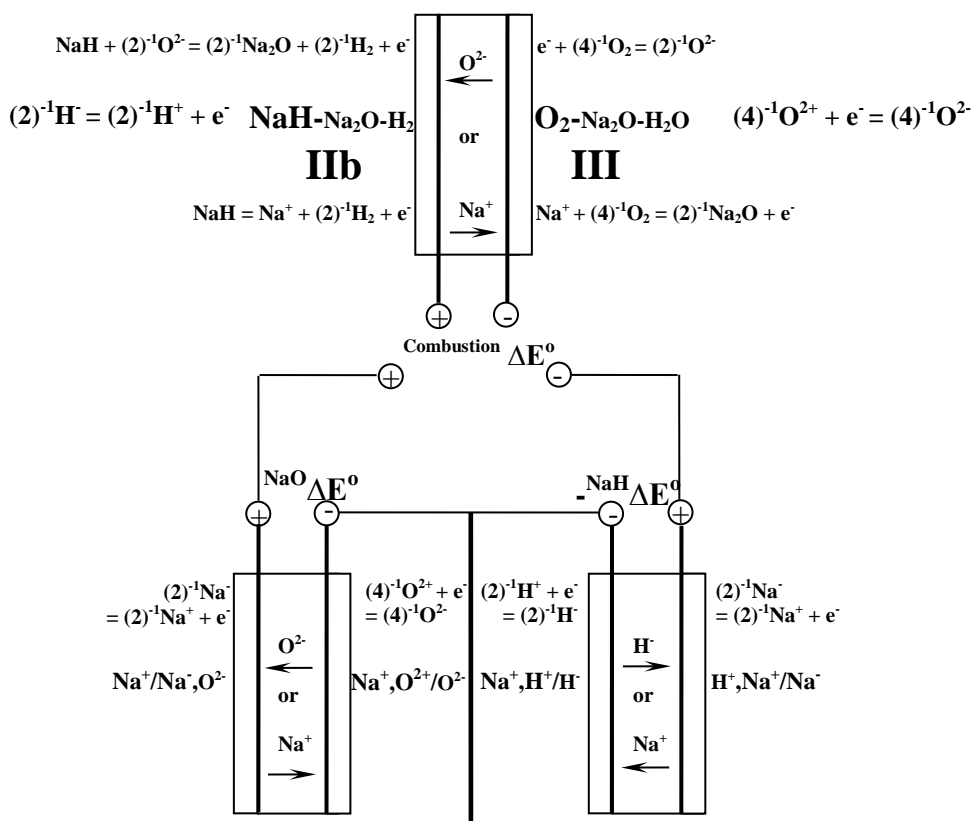 NaH + (2)⁻¹O²⁻ = (2)⁻¹Na₂O + (2)⁻¹H₂ + e⁻
e⁻ + (4)⁻¹O₂ = (2)⁻¹O²⁻
O²⁻
(2)⁻¹H⁻ = (2)⁻¹H⁺ + e⁻
NaH-Na₂O-H₂
or
O₂-Na₂O-H₂O
(4)⁻¹O²⁺ + e⁻ = (4)⁻¹O²⁻
IIb
III
NaH = Na⁺ + (2)⁻¹H₂ + e⁻
Na⁺
Na⁺ + (4)⁻¹O₂ = (2)⁻¹Na₂O + e⁻
+
-
Combustion ΔE°
+
-
NaO ΔE°
- NaH ΔE°
+
-
-
+
(2)⁻¹Na⁻
= (2)⁻¹Na⁺ + e⁻
(4)⁻¹O²⁺ + e⁻
= (4)⁻¹O²⁻
(2)⁻¹H⁺ + e⁻
= (2)⁻¹H⁻
(2)⁻¹Na⁻
= (2)⁻¹Na⁺ + e⁻
O²⁻
H⁻
Na⁺/Na⁻,O²⁻
or
Na⁺,O²⁺/O²⁻
Na⁺,H⁺/H⁻
or
H⁺,Na⁺/Na⁻
Na⁺
Na⁺